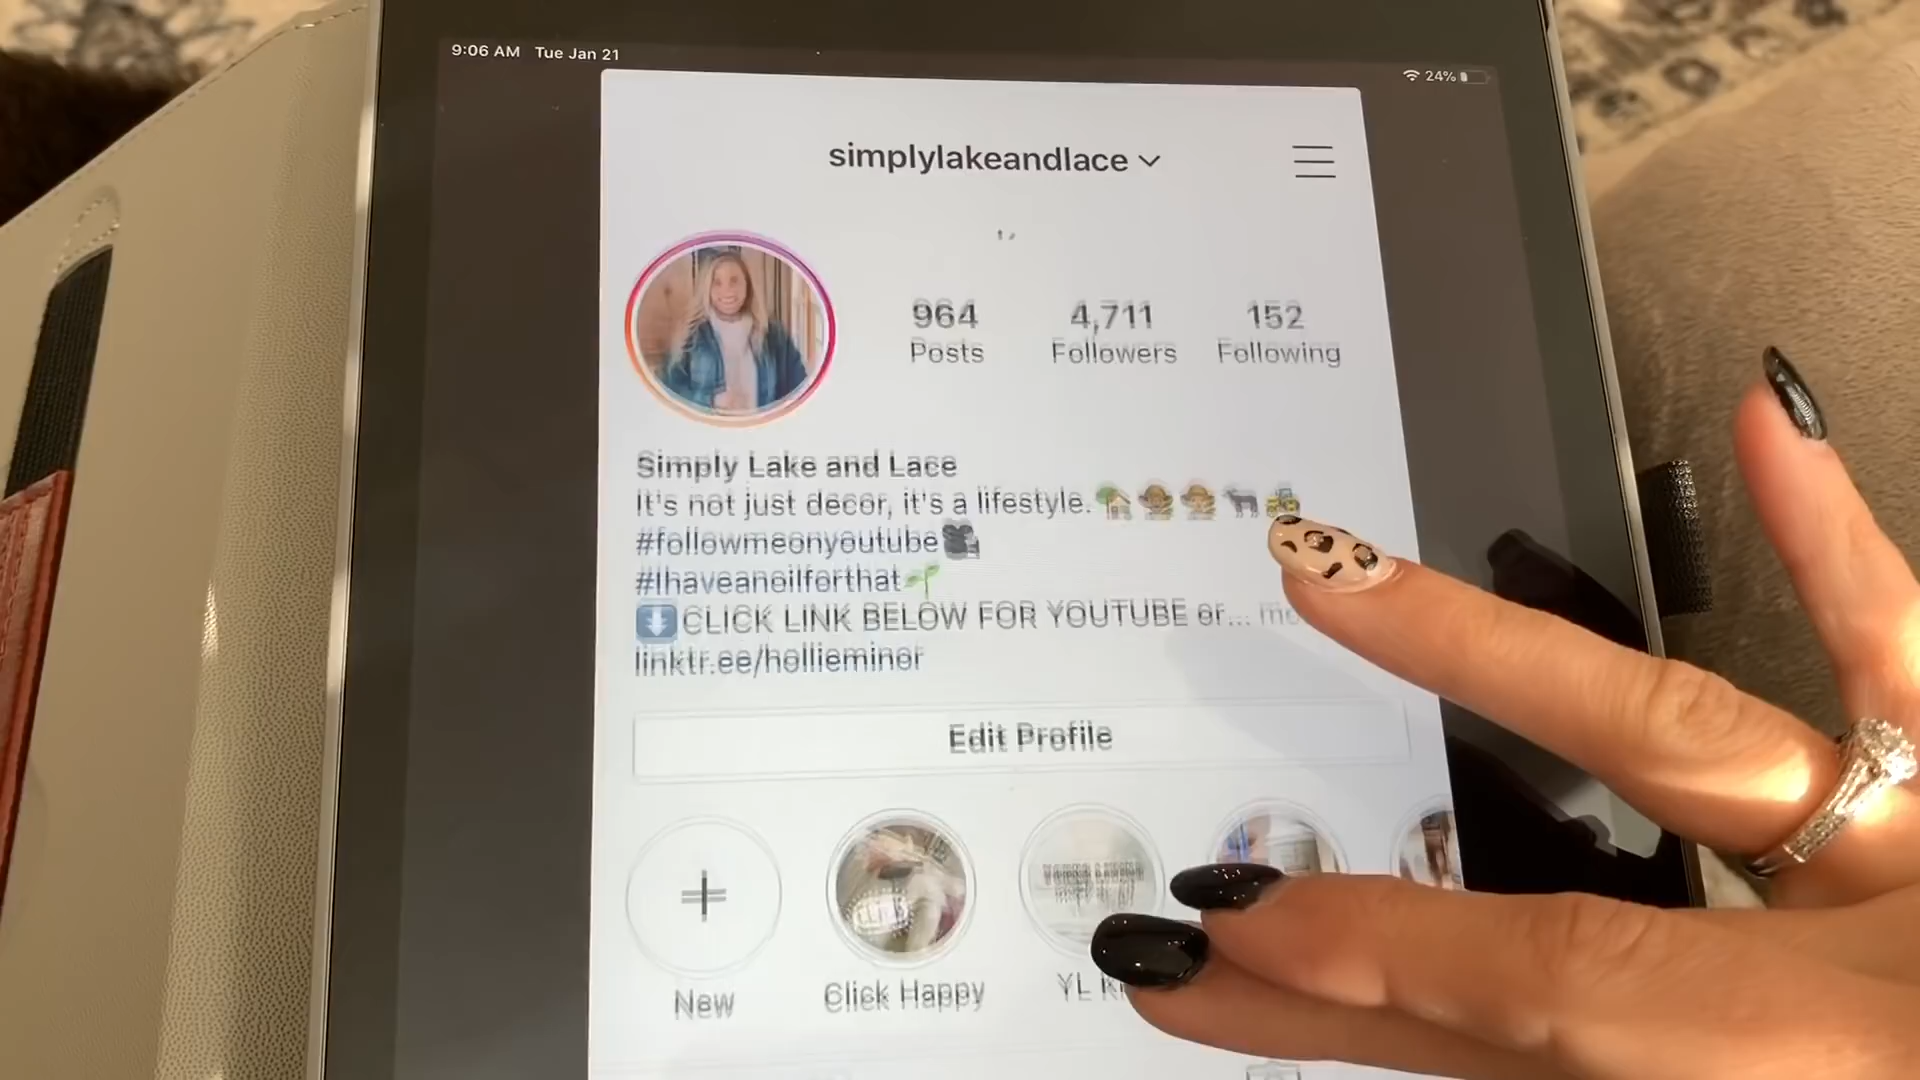 9:06 AM Tue Jan 21
24%
simplylakeandlace
964 4,711 152
Posts Followers Following
Simply Lake and Lace
It's not just decor, it's a lifestyle.
#followmeonyoutube
#Ihaveanoilforthat
CLICK LINK BELOW FOR YOUTUBE or...
linktr.ee/hollieminor
Edit Profile
New Click Happy YL